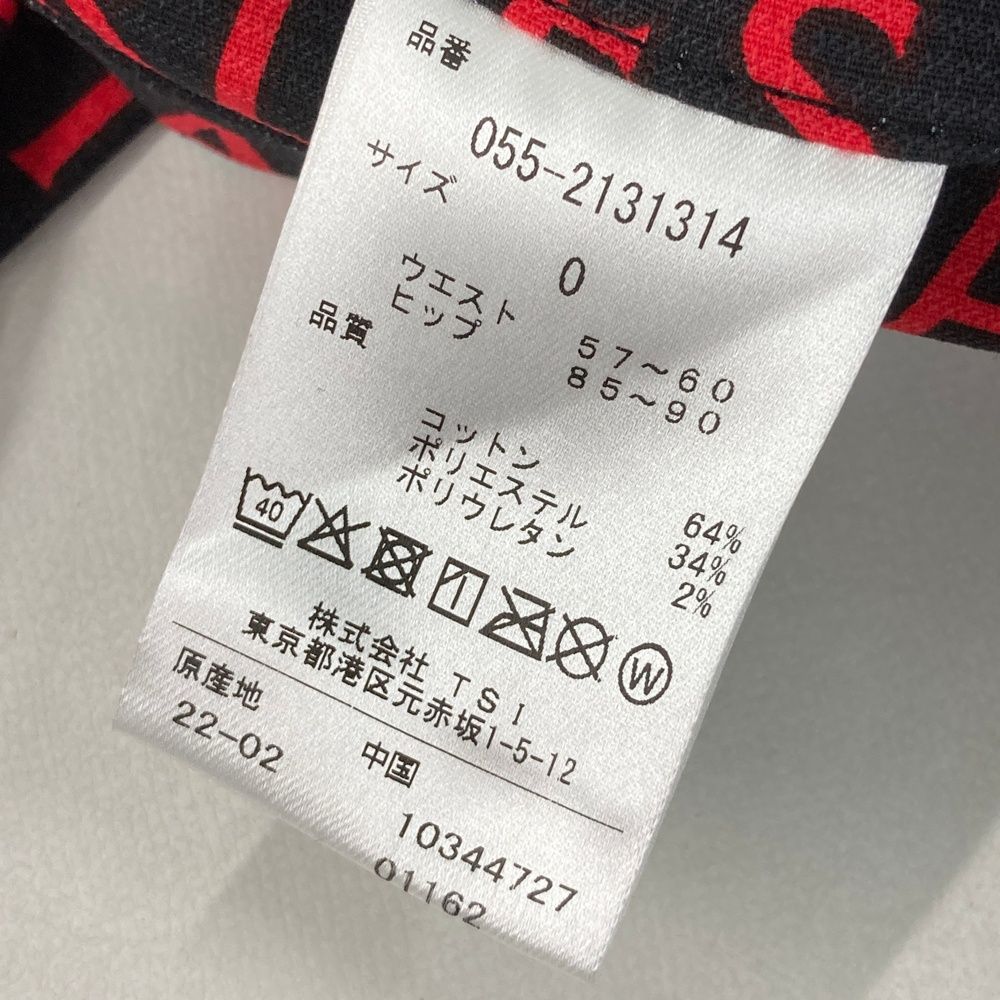 品番
055-2131314
サイズ
0
ウエスト 57～60
ヒップ 85～90
品質
コットン 64%
ポリエステル 34%
ポリウレタン 2%
40
W
株式会社 TSI
東京都港区元赤坂1-5-12
原産地 中国
22-02 10344727
01162